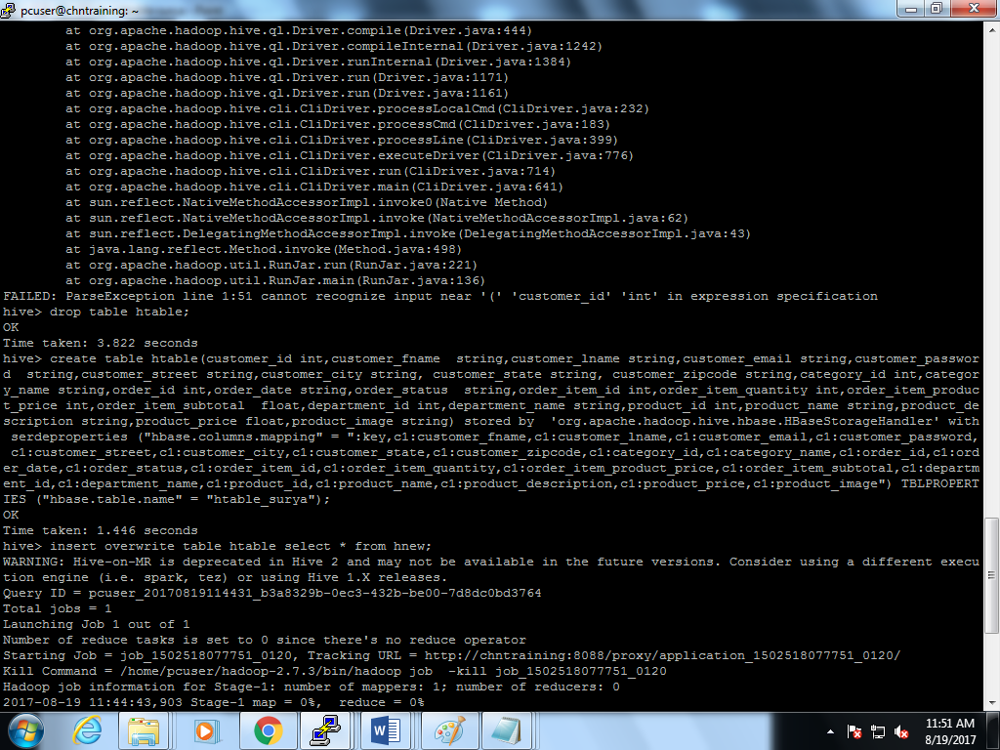 pcuser@chntraining: ~
        at org.apache.hadoop.hive.ql.Driver.compile(Driver.java:444)
        at org.apache.hadoop.hive.ql.Driver.compileInternal(Driver.java:1242)
        at org.apache.hadoop.hive.ql.Driver.runInternal(Driver.java:1384)
        at org.apache.hadoop.hive.ql.Driver.run(Driver.java:1171)
        at org.apache.hadoop.hive.ql.Driver.run(Driver.java:1161)
        at org.apache.hadoop.hive.cli.CliDriver.processLocalCmd(CliDriver.java:232)
        at org.apache.hadoop.hive.cli.CliDriver.processCmd(CliDriver.java:183)
        at org.apache.hadoop.hive.cli.CliDriver.processLine(CliDriver.java:399)
        at org.apache.hadoop.hive.cli.CliDriver.executeDriver(CliDriver.java:776)
        at org.apache.hadoop.hive.cli.CliDriver.run(CliDriver.java:714)
        at org.apache.hadoop.hive.cli.CliDriver.main(CliDriver.java:641)
        at sun.reflect.NativeMethodAccessorImpl.invoke0(Native Method)
        at sun.reflect.NativeMethodAccessorImpl.invoke(NativeMethodAccessorImpl.java:62)
        at sun.reflect.DelegatingMethodAccessorImpl.invoke(DelegatingMethodAccessorImpl.java:43)
        at java.lang.reflect.Method.invoke(Method.java:498)
        at org.apache.hadoop.util.RunJar.run(RunJar.java:221)
        at org.apache.hadoop.util.RunJar.main(RunJar.java:136)
FAILED: ParseException line 1:51 cannot recognize input near '(' 'customer_id' 'int' in expression specification
hive> drop table htable;
OK
Time taken: 3.822 seconds
hive> create table htable(customer_id int,customer_fname  string,customer_lname string,customer_email string,customer_passwor
d  string,customer_street string,customer_city string, customer_state string, customer_zipcode string,category_id int,categor
y_name string,order_id int,order_date string,order_status  string,order_item_id int,order_item_quantity int,order_item_produc
t_price int,order_item_subtotal  float,department_id int,department_name string,product_id int,product_name string,product_de
scription string,product_price float,product_image string) stored by  'org.apache.hadoop.hive.hbase.HBaseStorageHandler' with
 serdeproperties ("hbase.columns.mapping" = ":key,c1:customer_fname,c1:customer_lname,c1:customer_email,c1:customer_password,
 c1:customer_street,c1:customer_city,c1:customer_state,c1:customer_zipcode,c1:category_id,c1:category_name,c1:order_id,c1:ord
er_date,c1:order_status,c1:order_item_id,c1:order_item_quantity,c1:order_item_product_price,c1:order_item_subtotal,c1:departm
ent_id,c1:department_name,c1:product_id,c1:product_name,c1:product_description,c1:product_price,c1:product_image") TBLPROPERT
IES ("hbase.table.name" = "htable_surya");
OK
Time taken: 1.446 seconds
hive> insert overwrite table htable select * from hnew;
WARNING: Hive-on-MR is deprecated in Hive 2 and may not be available in the future versions. Consider using a different execu
tion engine (i.e. spark, tez) or using Hive 1.X releases.
Query ID = pcuser_20170819114431_b3a8329b-0ec3-432b-be00-7d8dc0bd3764
Total jobs = 1
Launching Job 1 out of 1
Number of reduce tasks is set to 0 since there's no reduce operator
Starting Job = job_1502518077751_0120, Tracking URL = http://chntraining:8088/proxy/application_1502518077751_0120/
Kill Command = /home/pcuser/hadoop-2.7.3/bin/hadoop job  -kill job_1502518077751_0120
Hadoop job information for Stage-1: number of mappers: 1; number of reducers: 0
2017-08-19 11:44:43,903 Stage-1 map = 0%,  reduce = 0%
11:51 AM
8/19/2017